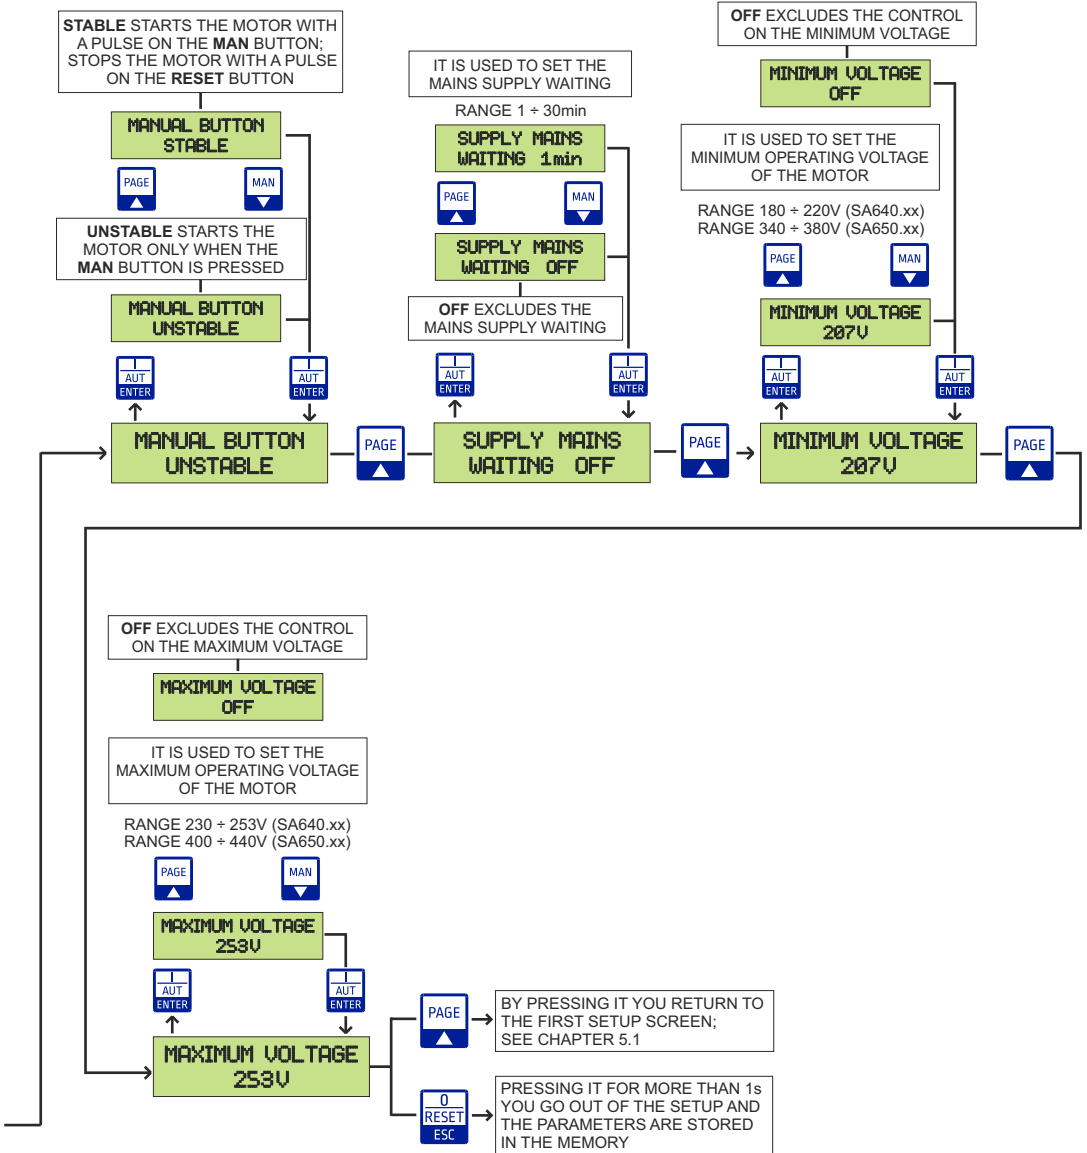 STABLE STARTS THE MOTOR WITH
A PULSE ON THE MAN BUTTON;
STOPS THE MOTOR WITH A PULSE
ON THE RESET BUTTON
MANUAL BUTTON
STABLE
PAGE
MAN
UNSTABLE STARTS THE
MOTOR ONLY WHEN THE
MAN BUTTON IS PRESSED
MANUAL BUTTON
UNSTABLE
I
AUT
ENTER
I
AUT
ENTER
MANUAL BUTTON
UNSTABLE
PAGE
IT IS USED TO SET THE
MAINS SUPPLY WAITING
RANGE 1 ÷ 30min
SUPPLY MAINS
WAITING 1min
PAGE
MAN
SUPPLY MAINS
WAITING OFF
OFF EXCLUDES THE
MAINS SUPPLY WAITING
I
AUT
ENTER
I
AUT
ENTER
SUPPLY MAINS
WAITING OFF
PAGE
OFF EXCLUDES THE CONTROL
ON THE MINIMUM VOLTAGE
MINIMUM VOLTAGE
OFF
IT IS USED TO SET THE
MINIMUM OPERATING VOLTAGE
OF THE MOTOR
RANGE 180 ÷ 220V (SA640.xx)
RANGE 340 ÷ 380V (SA650.xx)
PAGE
MAN
MINIMUM VOLTAGE
207V
I
AUT
ENTER
I
AUT
ENTER
MINIMUM VOLTAGE
207V
PAGE
OFF EXCLUDES THE CONTROL
ON THE MAXIMUM VOLTAGE
MAXIMUM VOLTAGE
OFF
IT IS USED TO SET THE
MAXIMUM OPERATING VOLTAGE
OF THE MOTOR
RANGE 230 ÷ 253V (SA640.xx)
RANGE 400 ÷ 440V (SA650.xx)
PAGE
MAN
MAXIMUM VOLTAGE
253V
I
AUT
ENTER
I
AUT
ENTER
MAXIMUM VOLTAGE
253V
PAGE
BY PRESSING IT YOU RETURN TO
THE FIRST SETUP SCREEN;
SEE CHAPTER 5.1
0
RESET
ESC
PRESSING IT FOR MORE THAN 1s
YOU GO OUT OF THE SETUP AND
THE PARAMETERS ARE STORED
IN THE MEMORY